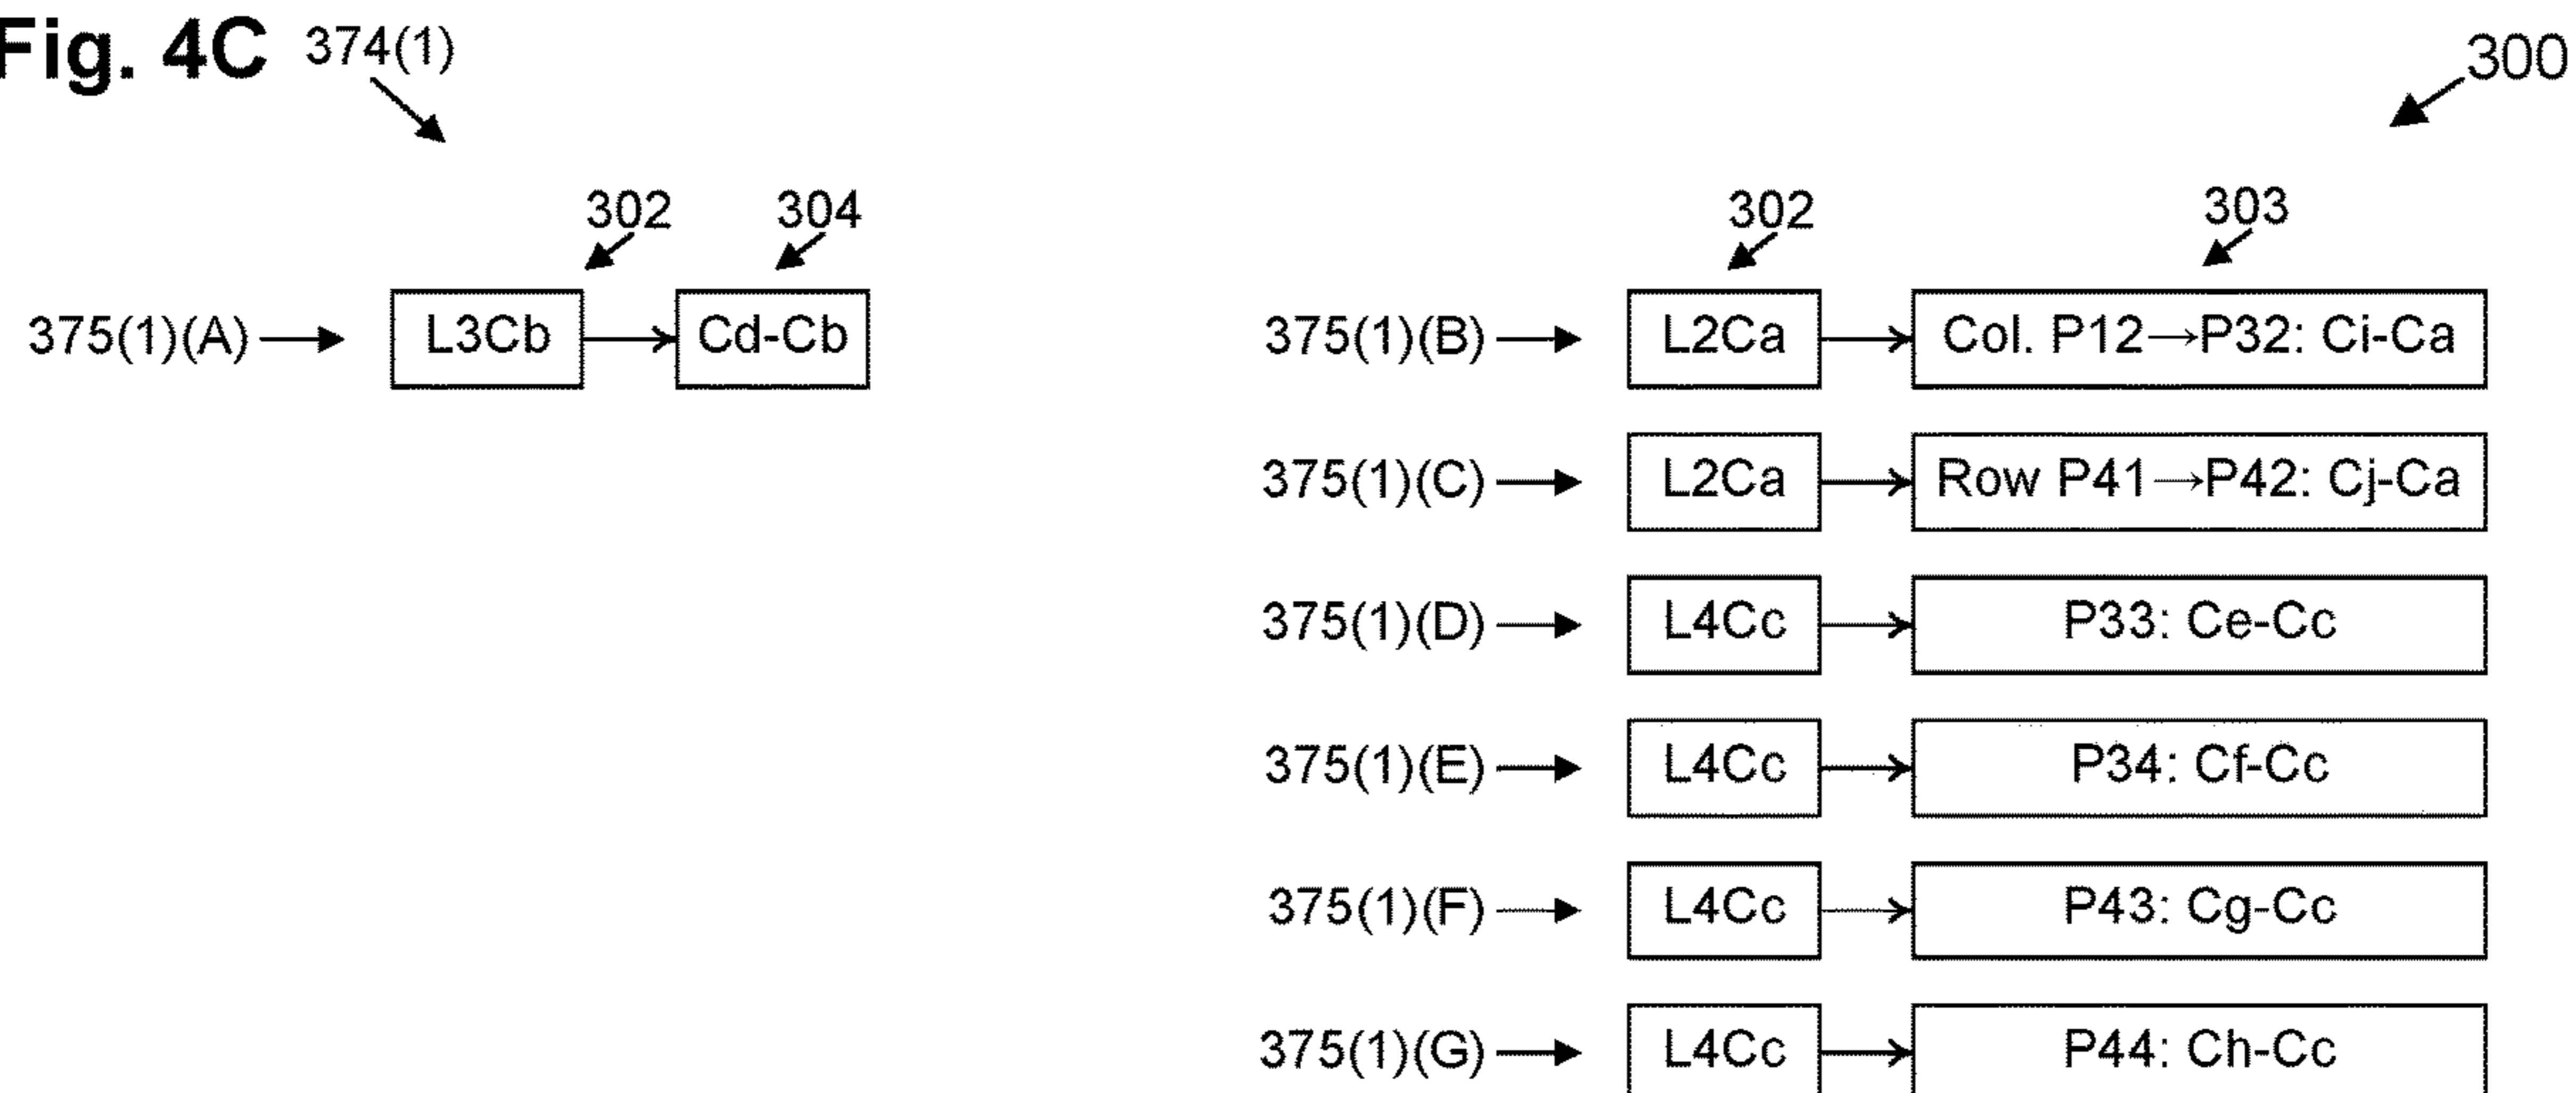 Fig. 4C 374(1) 300
302 304 302 303
375(1)(A) L3Cb Cd-Cb 375(1)(B) L2Ca Col. P12→P32: Ci-Ca
375(1)(C) L2Ca Row P41→P42: Cj-Ca
375(1)(D) L4Cc P33: Ce-Cc
375(1)(E) L4Cc P34: Cf-Cc
375(1)(F) L4Cc P43: Cg-Cc
375(1)(G) L4Cc P44: Ch-Cc